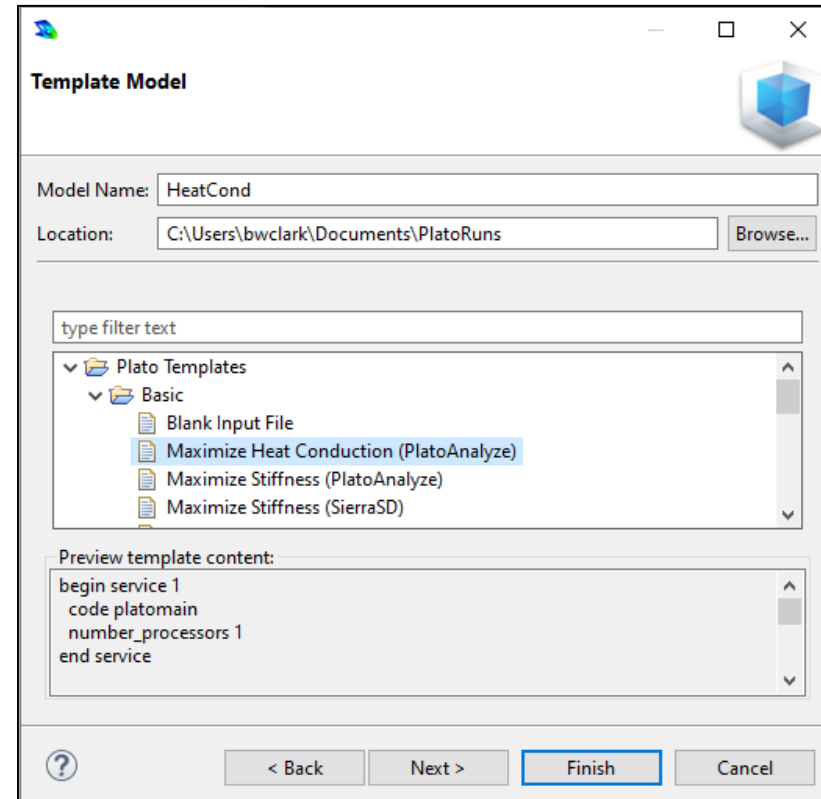 Template Model
Model Name: HeatCond
Location: C:\Users\bwclark\Documents\PlatoRuns Browse...
type filter text
Plato Templates
Basic
Blank Input File
Maximize Heat Conduction (PlatoAnalyze)
Maximize Stiffness (PlatoAnalyze)
Maximize Stiffness (SierraSD)
Preview template content:
begin service 1
code platomain
number_processors 1
end service
? < Back Next > Finish Cancel